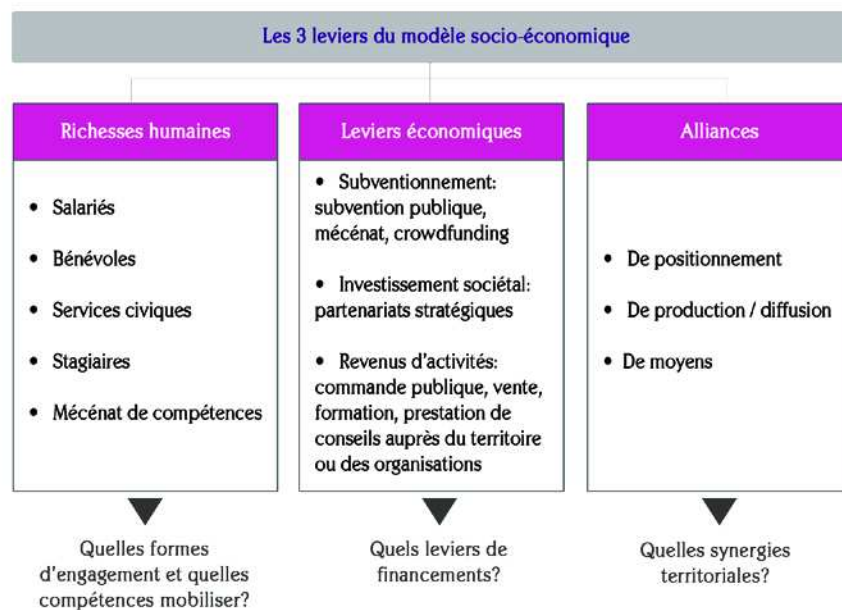 Les 3 leviers du modèle socio-économique
Richesses humaines
• Salariés
• Bénévoles
• Services civiques
• Stagiaires
• Mécénat de compétences
Quelles formes
d'engagement et quelles
compétences mobiliser?
Leviers économiques
• Subventionnement:
subvention publique,
mécénat, crowdfunding
• Investissement sociétal:
partenariats stratégiques
• Revenus d'activités:
commande publique, vente,
formation, prestation de
conseils auprès du territoire
ou des organisations
Quels leviers de
financements?
Alliances
• De positionnement
• De production / diffusion
• De moyens
Quelles synergies
territoriales?